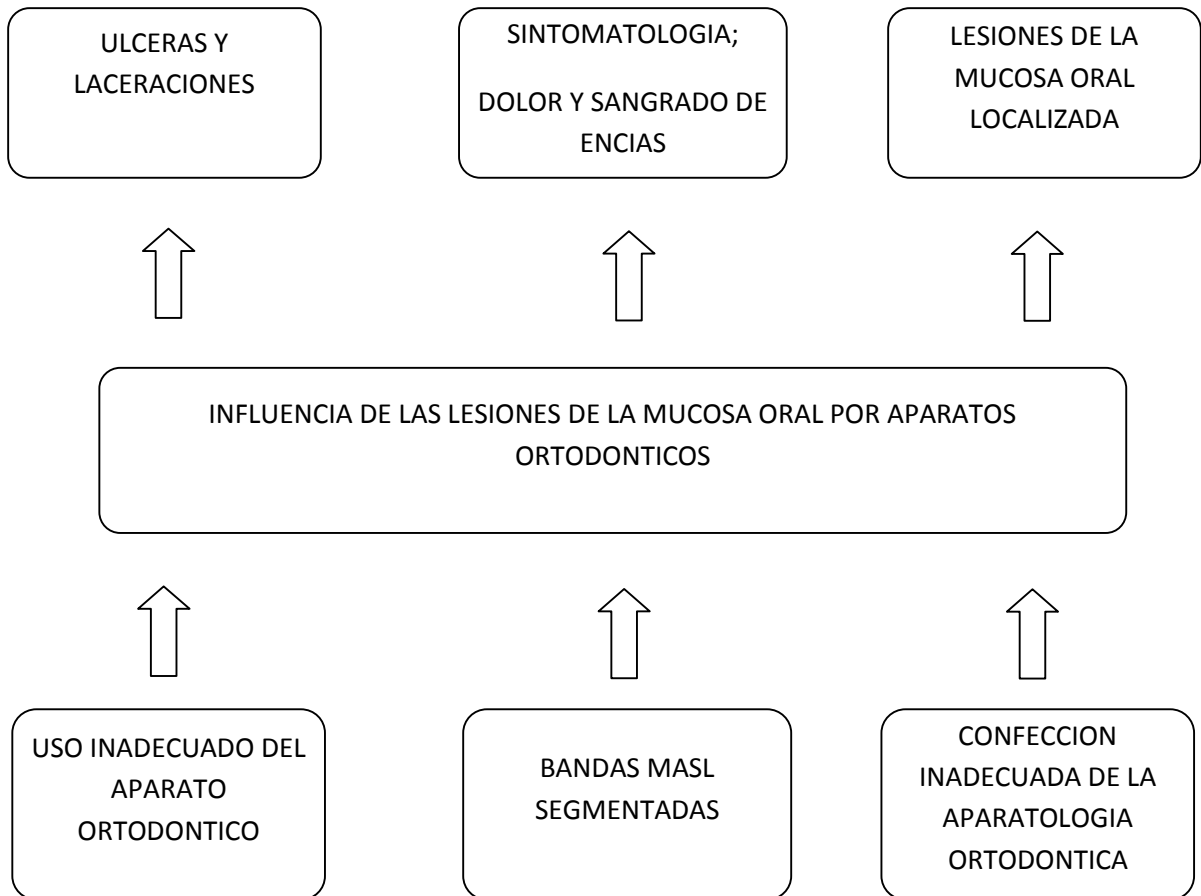 ULCERAS Y
LACERACIONES
SINTOMATOLOGIA;
DOLOR Y SANGRADO DE
ENCIAS
LESIONES DE LA
MUCOSA ORAL
LOCALIZADA
INFLUENCIA DE LAS LESIONES DE LA MUCOSA ORAL POR APARATOS
ORTODONTICOS
USO INADECUADO DEL
APARATO
ORTODONTICO
BANDAS MASL
SEGMENTADAS
CONFECCION
INADECUADA DE LA
APARATOLOGIA
ORTODONTICA